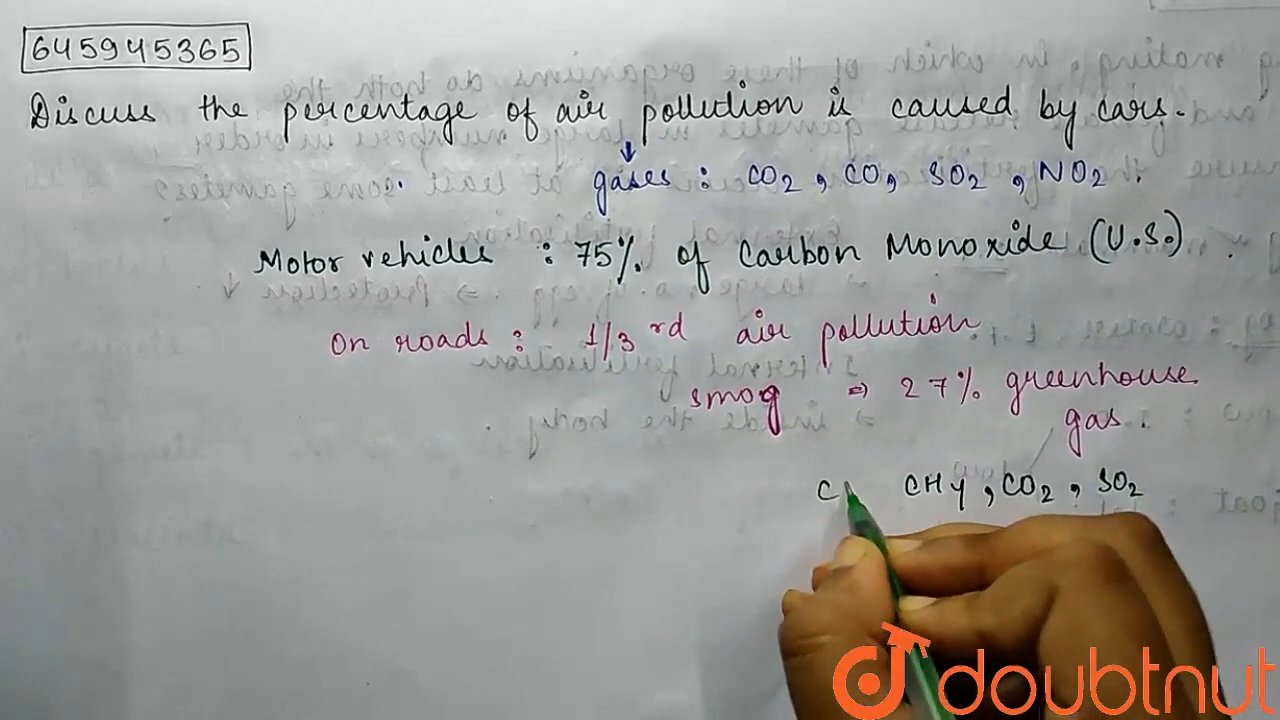 645945365
Discuss the percentage of air pollution is caused by cars.
gases : CO2 , CO, SO2 , NO2 .
Motor vehicles : 75% of Carbon Monoxide (U.S.) .
On roads : 1/3 rd air pollution
smog ⇒ 27% greenhouse
gas.
C CH4 , CO2 , SO2
doubtnut